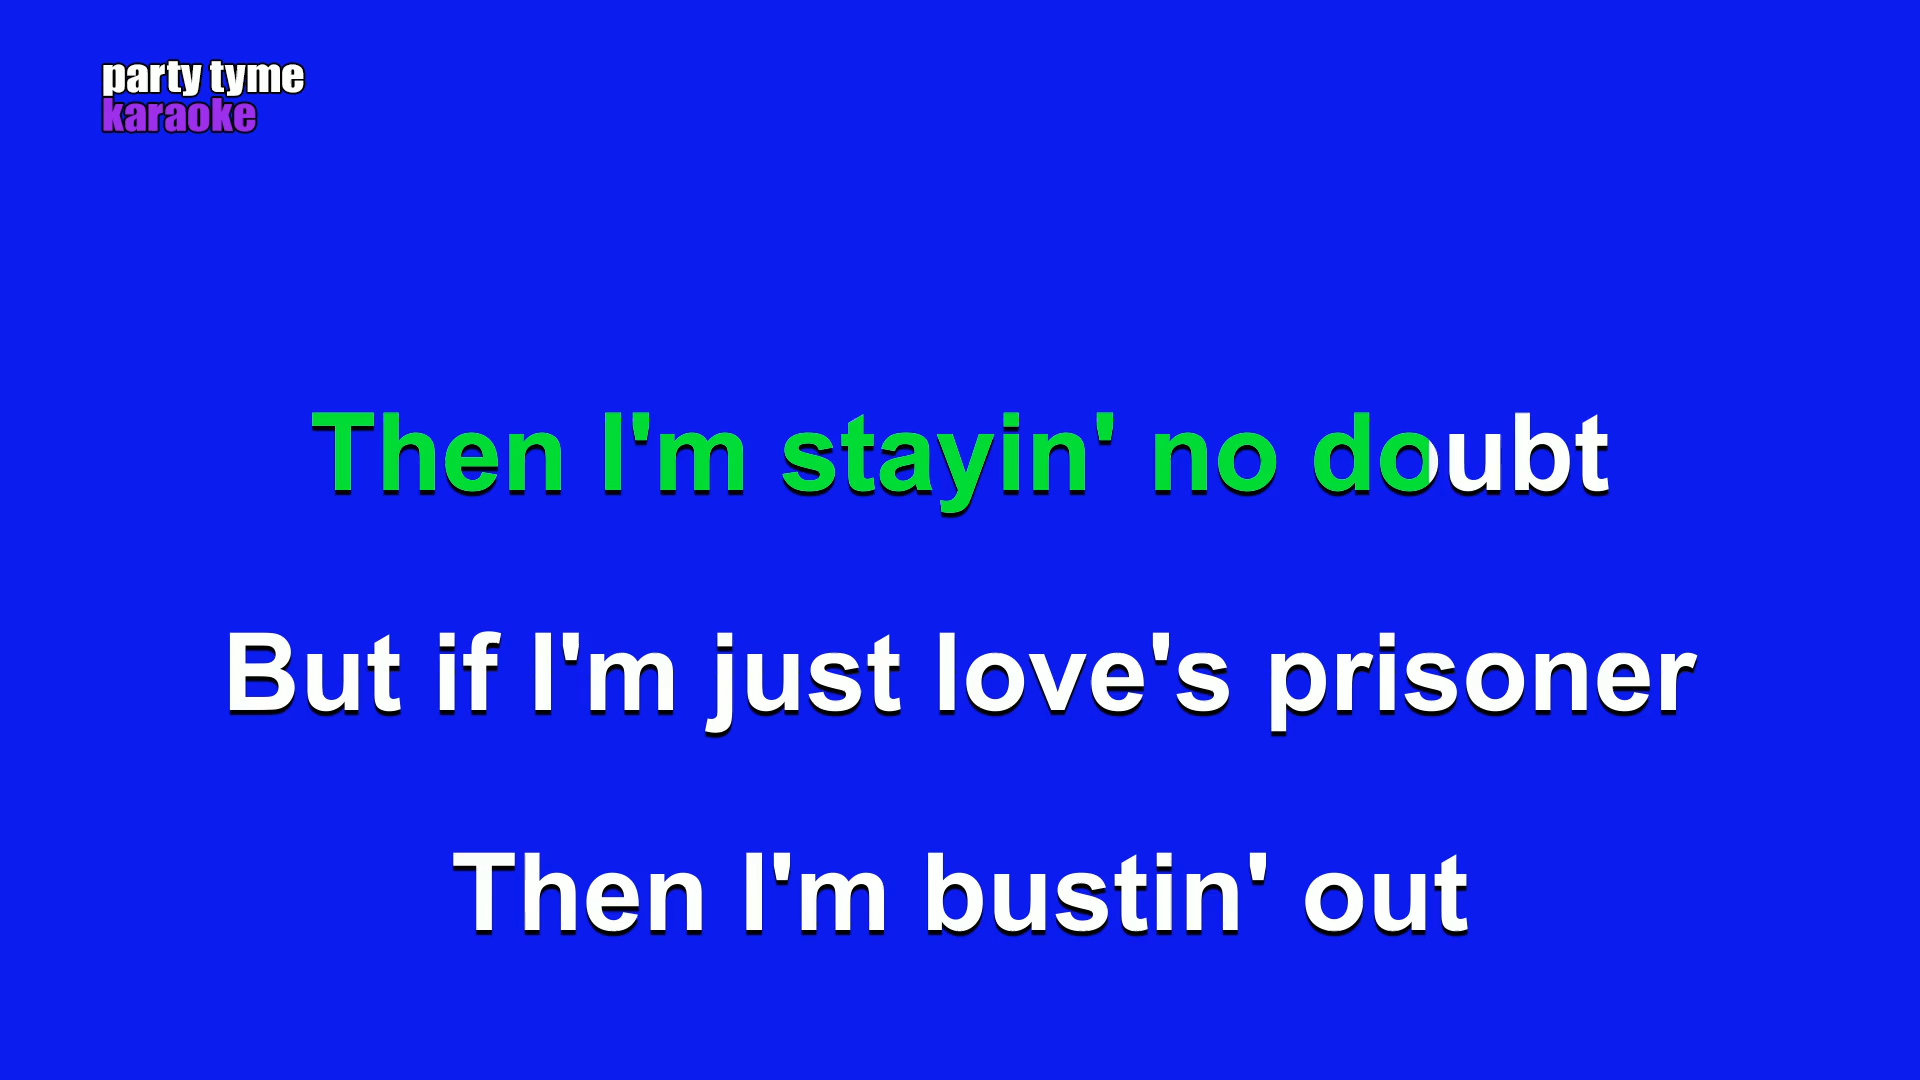 party tyme
karaoke
Then I'm stayin' no doubt
But if I'm just love's prisoner
Then I'm bustin' out